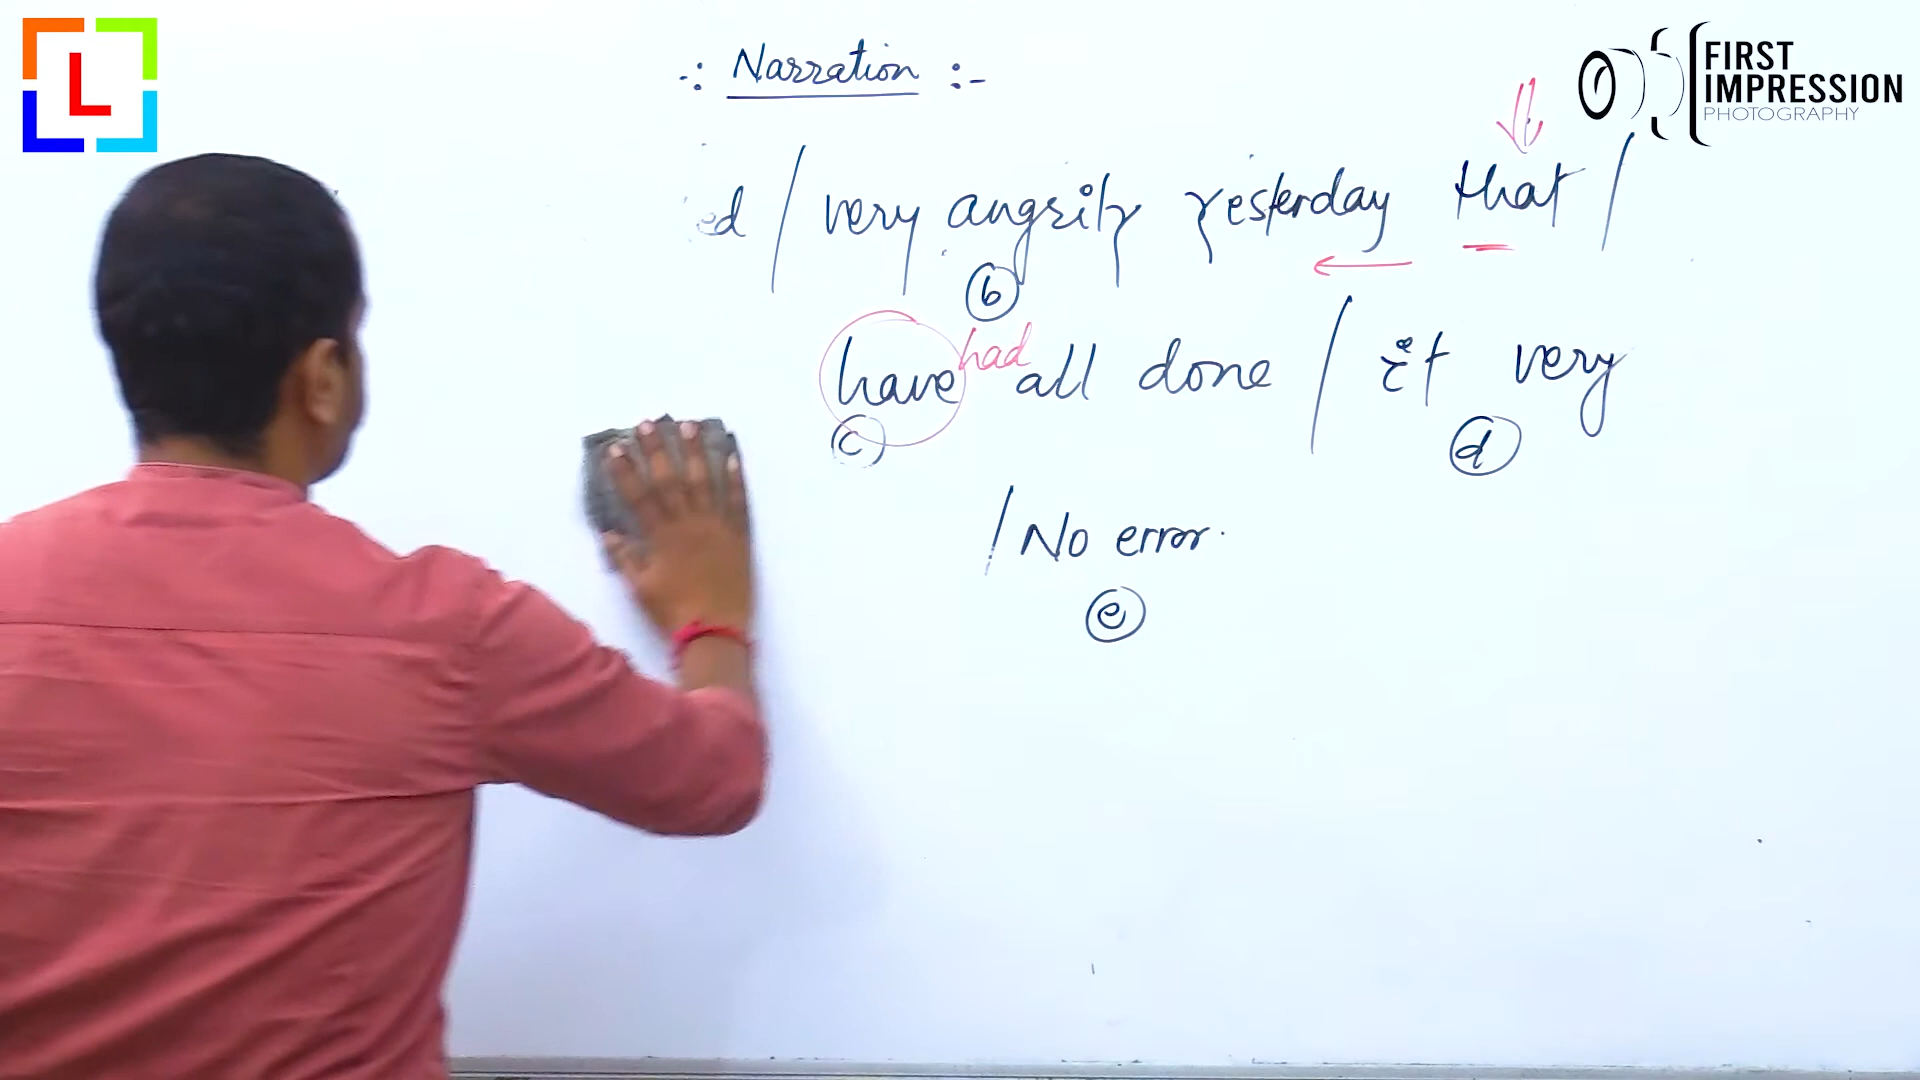 L
FIRST
IMPRESSION
PHOTOGRAPHY
-: Narration :-
ed / very angrily yesterday that /
b
have had all done / it very
c d
/ No error.
e